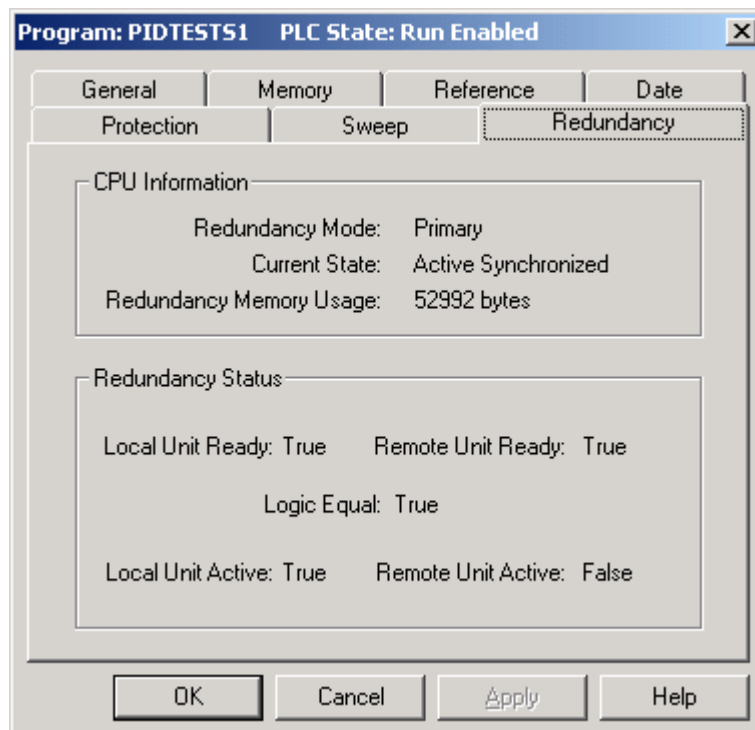 Program: PIDTESTS1 PLC State: Run Enabled
General Memory Reference Date
Protection Sweep Redundancy
CPU Information
Redundancy Mode: Primary
Current State: Active Synchronized
Redundancy Memory Usage: 52992 bytes
Redundancy Status
Local Unit Ready: True Remote Unit Ready: True
Logic Equal: True
Local Unit Active: True Remote Unit Active: False
OK Cancel Apply Help